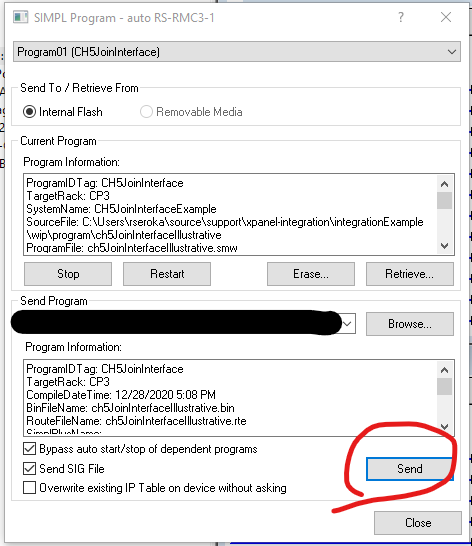 SIMPL Program - auto RS-RMC3-1
Program01 (CH5JoinInterface)
Send To / Retrieve From
Internal Flash Removable Media
Current Program
Program Information:
ProgramIDTag: CH5JoinInterface
TargetRack: CP3
SystemName: CH5JoinInterfaceExample
SourceFile: C:\Users\rseroka\source\support\xpanel-integration\integrationExample
\wip\program\ch5JoinInterfaceIllustrative
ProgramFile: ch5JoinInterfaceIllustrative.smw
Stop Restart Erase... Retrieve...
Send Program
Browse...
Program Information:
ProgramIDTag: CH5JoinInterface
TargetRack: CP3
CompileDateTime: 12/28/2020 5:08 PM
BinFileName: ch5JoinInterfaceIllustrative.bin
RouteFileName: ch5JoinInterfaceIllustrative.rte
Bypass auto start/stop of dependent programs
Send SIG File
Send
Overwrite existing IP Table on device without asking
Close